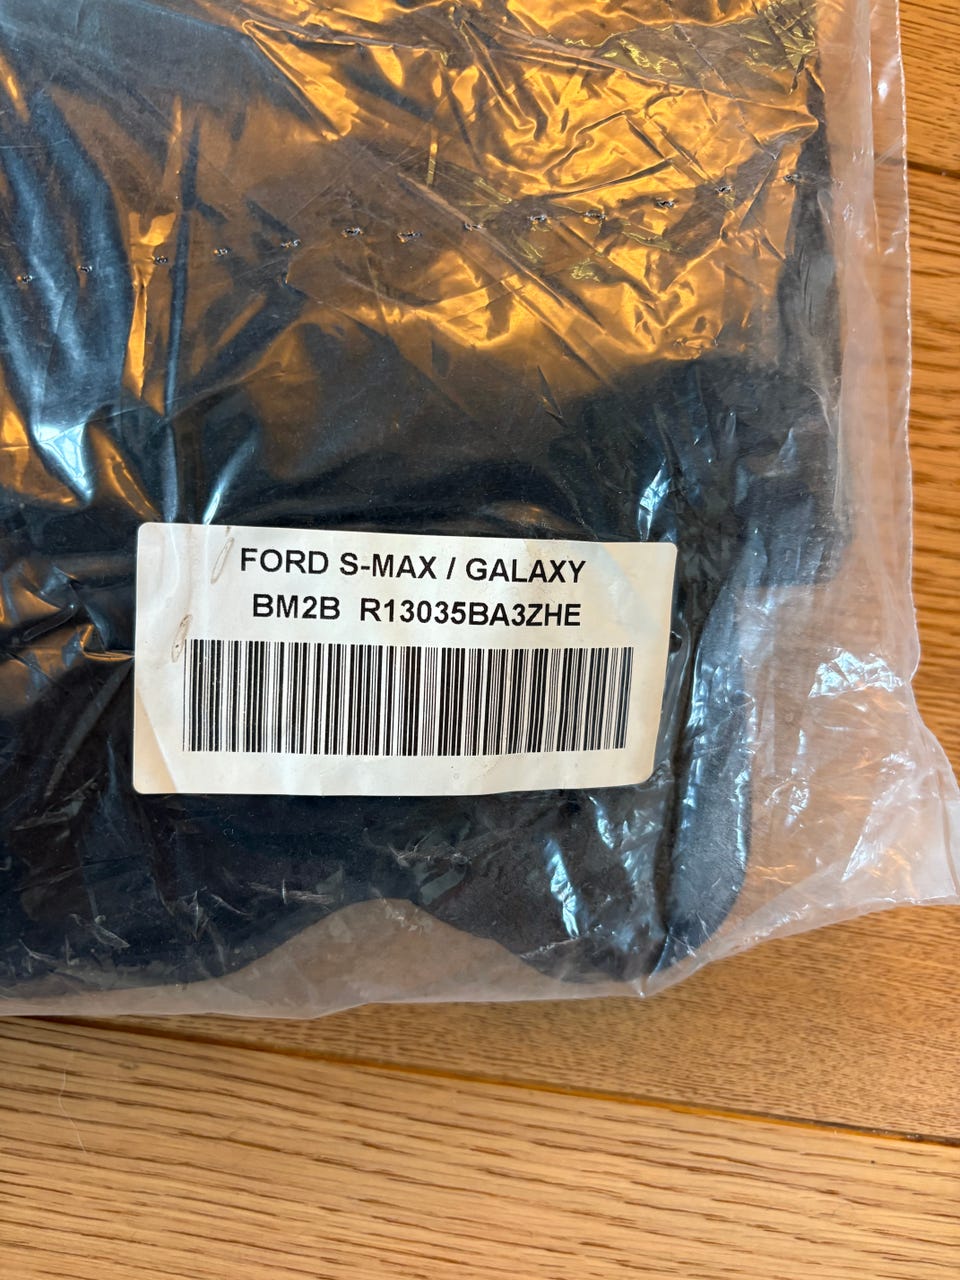 FORD S-MAX / GALAXY
BM2B R13035BA3ZHE